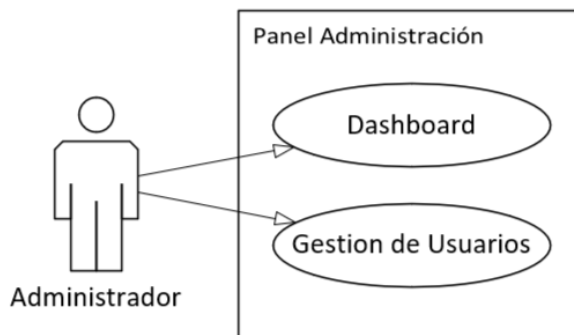 Panel Administración
Dashboard
Gestion de Usuarios
Administrador